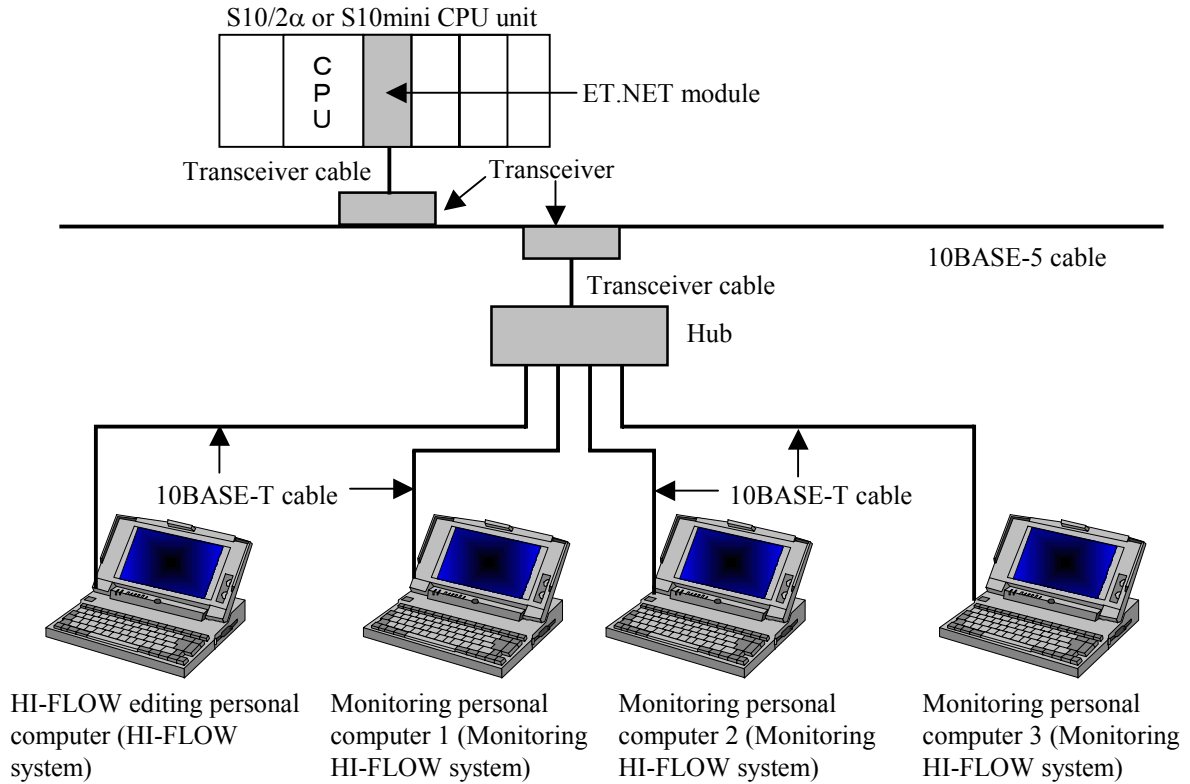 S10/2α or S10mini CPU unit
C
P
U
ET.NET module
Transceiver cable
Transceiver
10BASE-5 cable
Transceiver cable
Hub
10BASE-T cable
10BASE-T cable
HI-FLOW editing personal
computer (HI-FLOW
system)
Monitoring personal
computer 1 (Monitoring
HI-FLOW system)
Monitoring personal
computer 2 (Monitoring
HI-FLOW system)
Monitoring personal
computer 3 (Monitoring
HI-FLOW system)